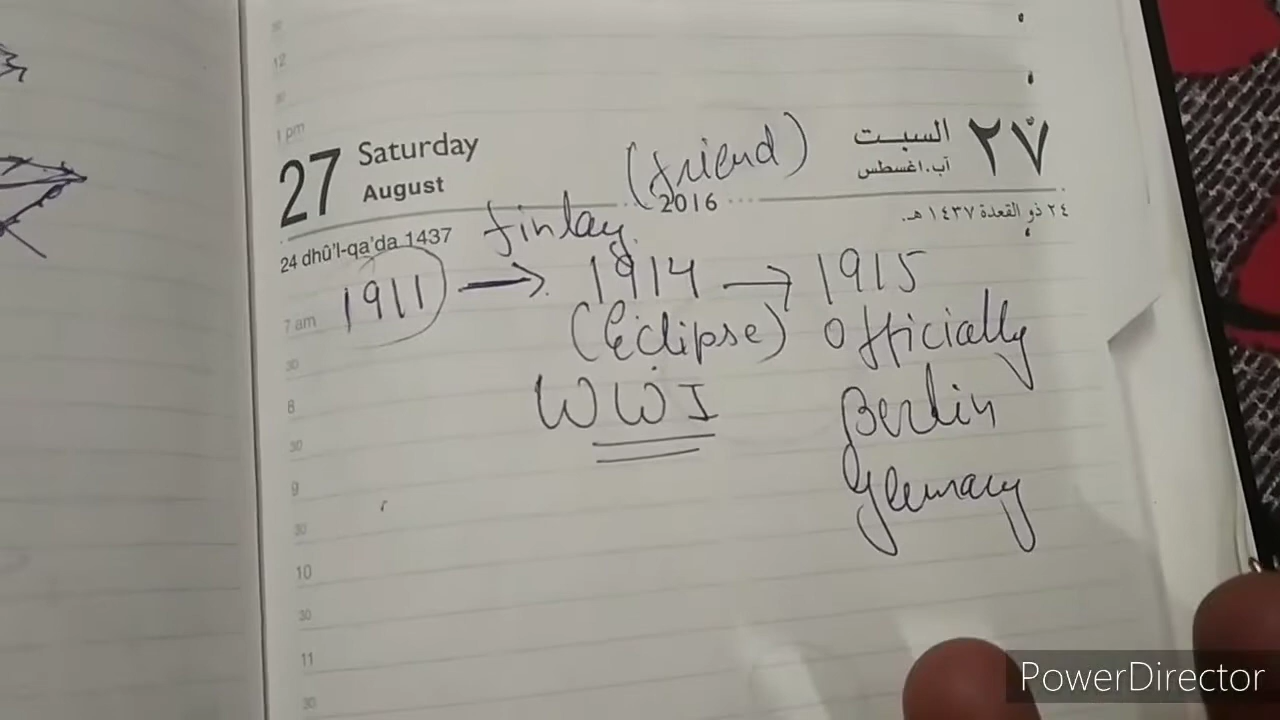 1 pm
27 Saturday
August
(friend)
السبت ٢٧
آب.اغسطس
2016
24 dhû'l-qa'da 1437
٢٤ ذو القعدة ١٤٣٧ هـ.
finlay
1911 → 1914 → 1915
7 am
(Eclipse) Officially
30
8
WWI Berlin
30
9
Germany
30
10
30
11
30
12
PowerDirector